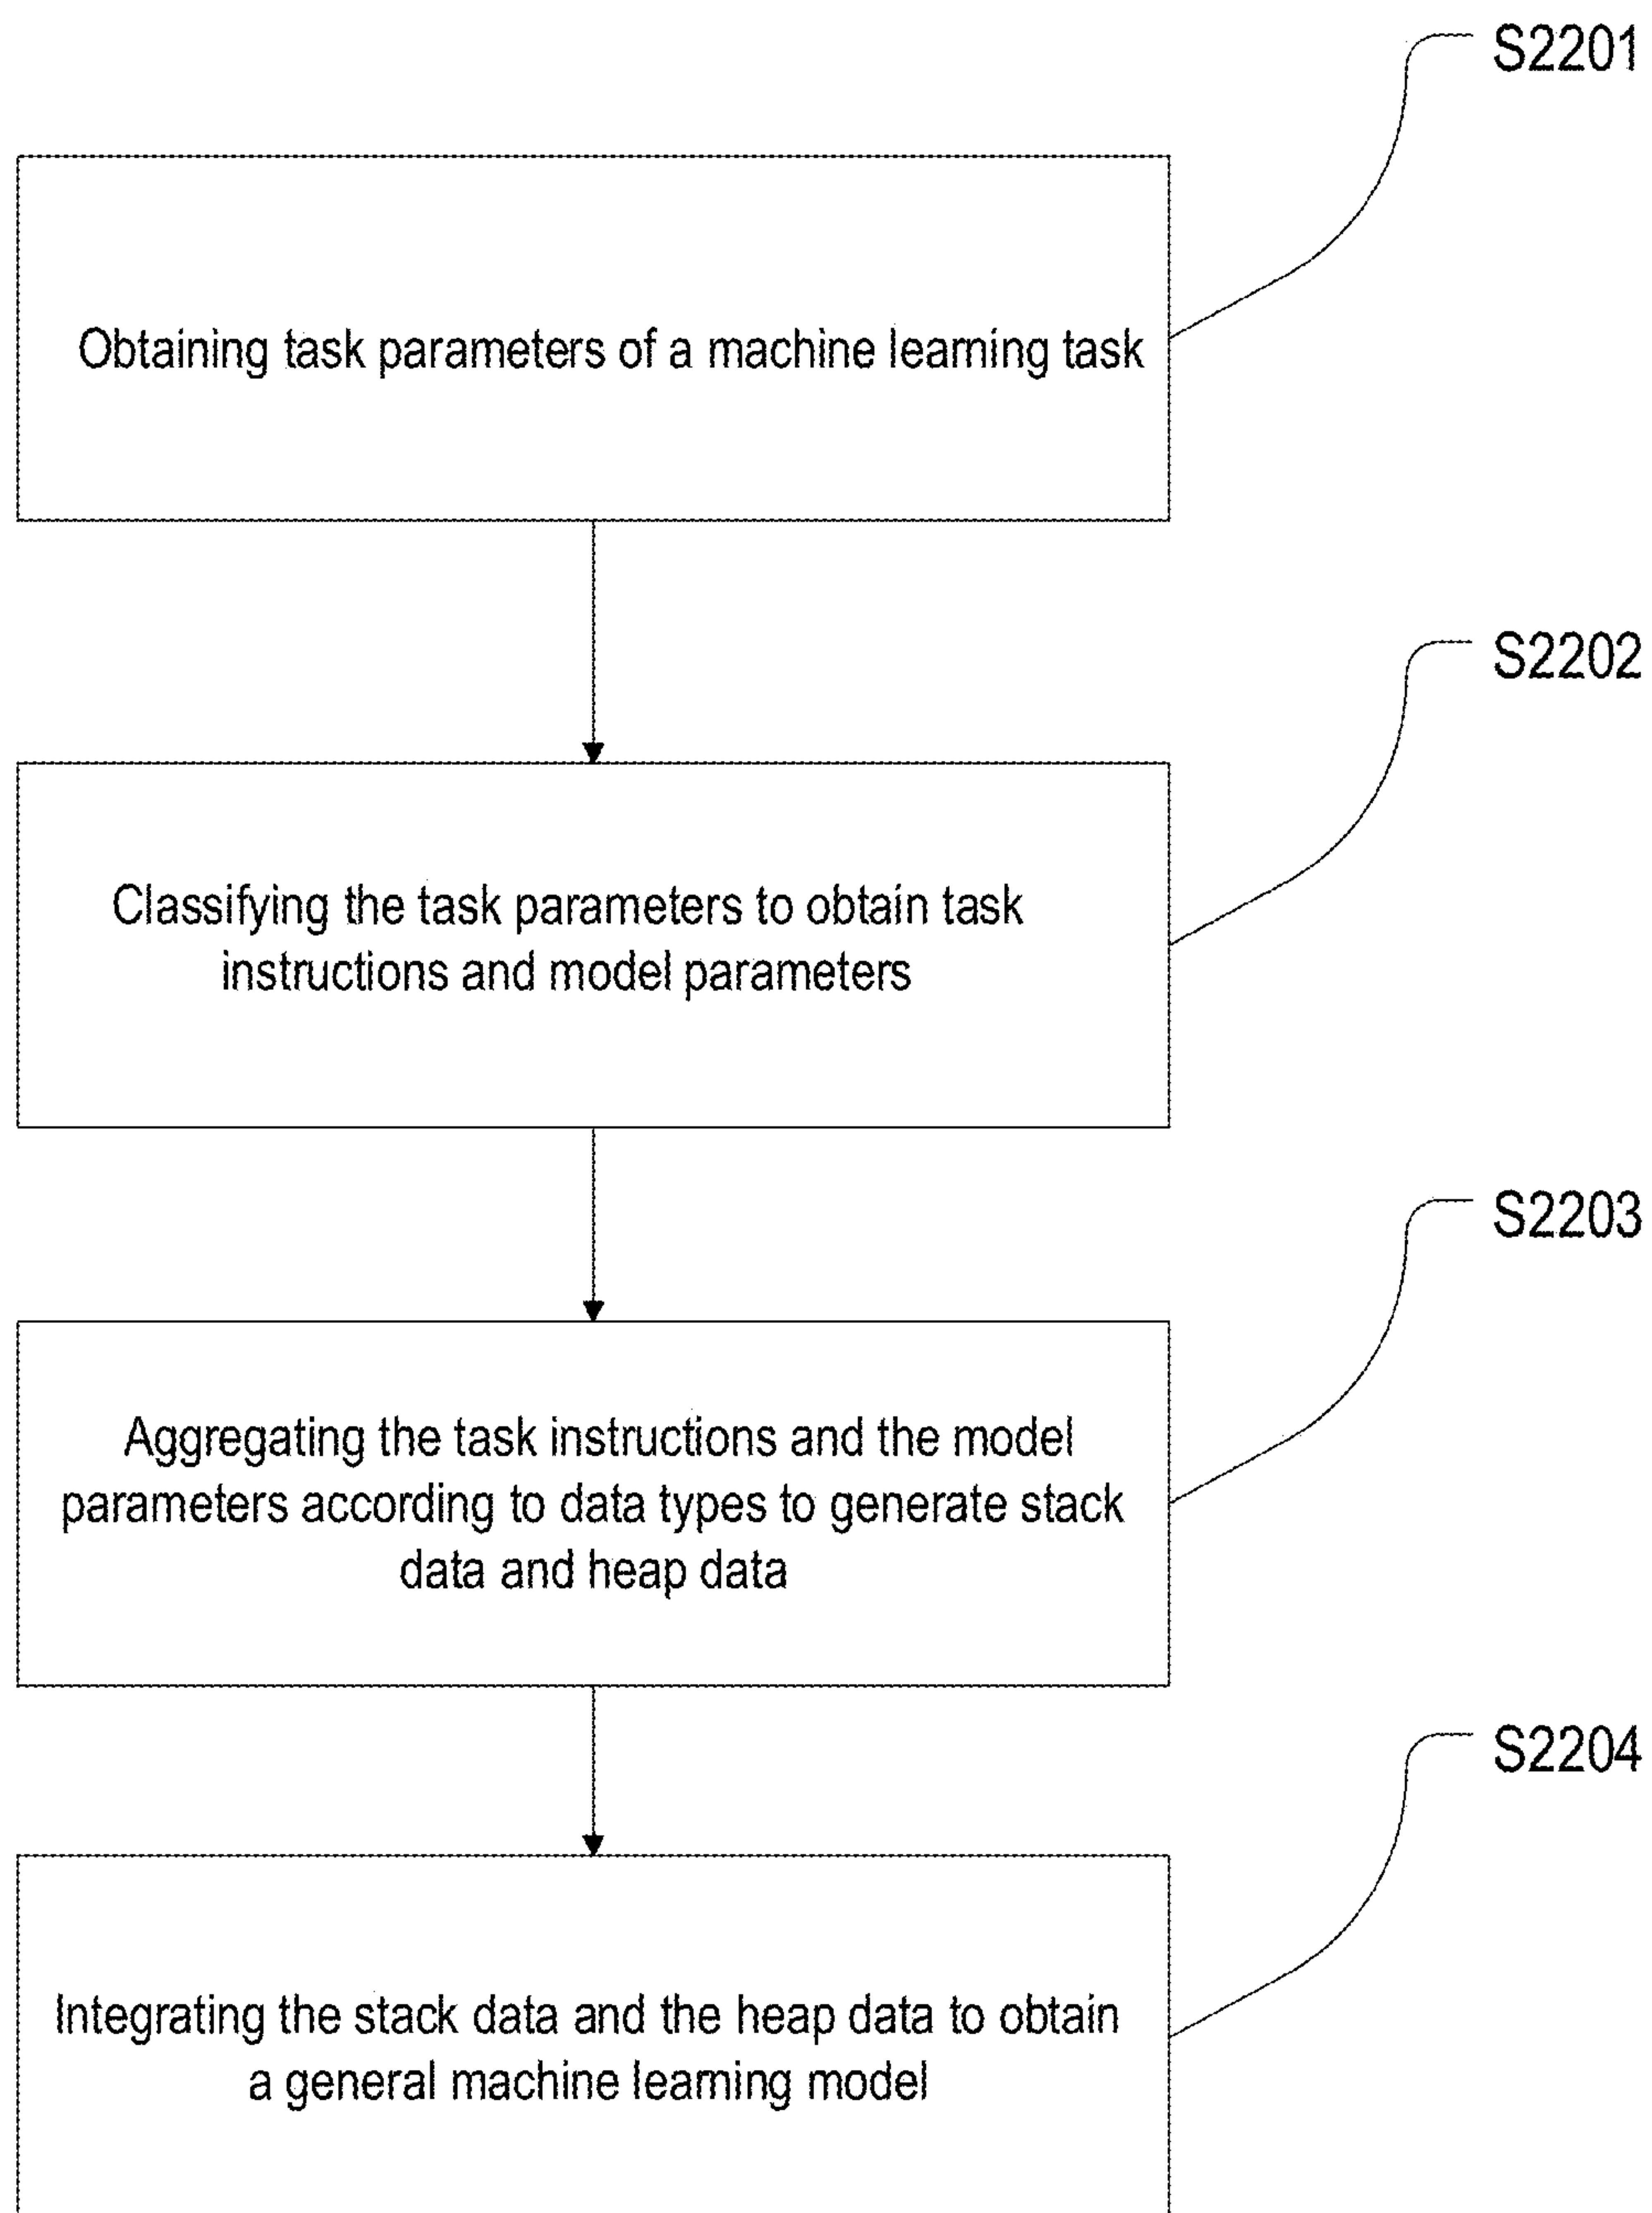 S2201
Obtaining task parameters of a machine learning task
S2202
Classifying the task parameters to obtain task
instructions and model parameters
S2203
Aggregating the task instructions and the model
parameters according to data types to generate stack
data and heap data
S2204
Integrating the stack data and the heap data to obtain
a general machine learning model